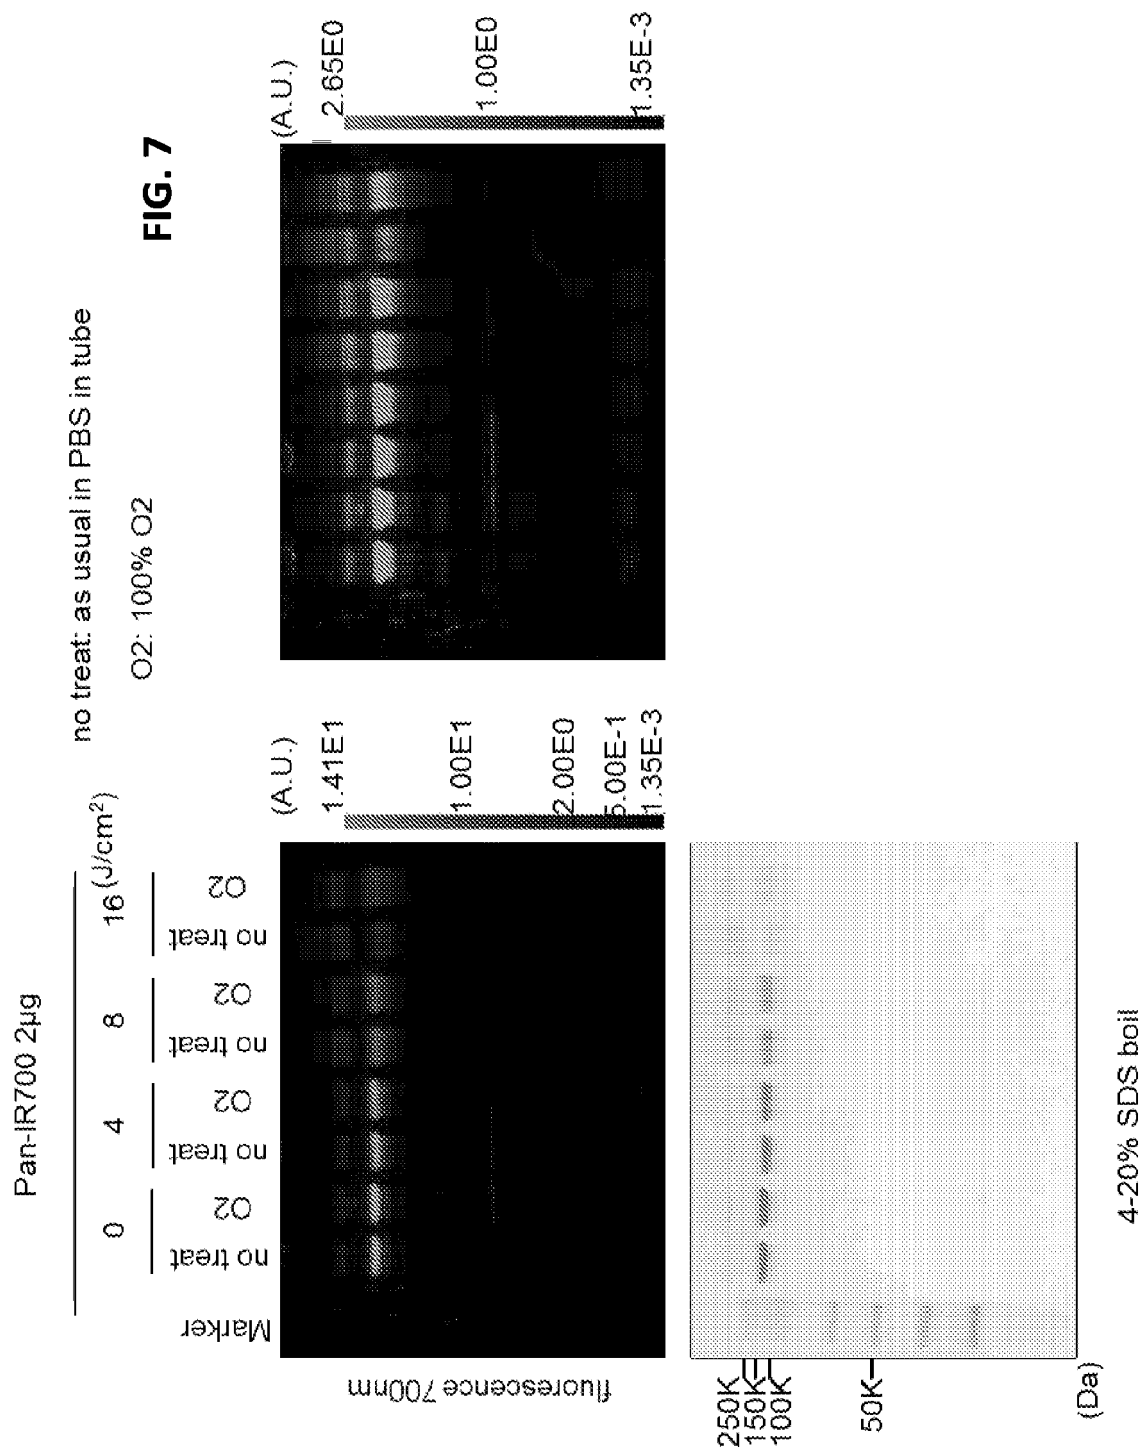 FIG. 7
Pan-IR700 2µg
0 4 8 16 (J/cm²)
Marker
no treat
O2
no treat
O2
no treat
O2
no treat
O2
no treat: as usual in PBS in tube
O2: 100% O2
fluorescence 700nm
(A.U.)
1.41E1
1.00E1
2.00E0
5.00E-1
1.35E-3
(A.U.)
2.65E0
1.00E0
1.35E-3
250K
150K
100K
50K
(Da)
4-20% SDS boil